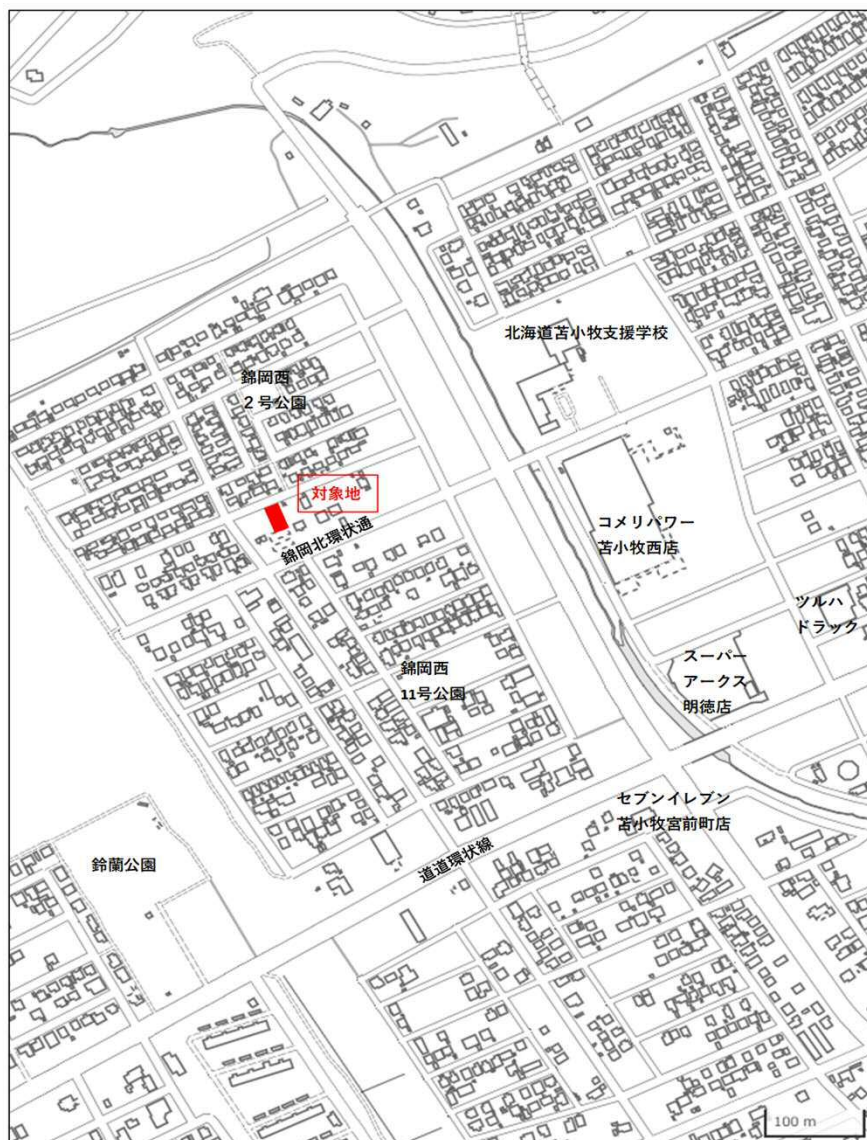 北海道苫小牧支援学校
錦岡西
2号公園
対象地
コメリパワー
苫小牧西店
錦岡北環状通
ツルハ
ドラック
スーパー
アークス
明徳店
錦岡西
11号公園
セブンイレブン
苫小牧宮前町店
鈴蘭公園
道道環状線
100 m